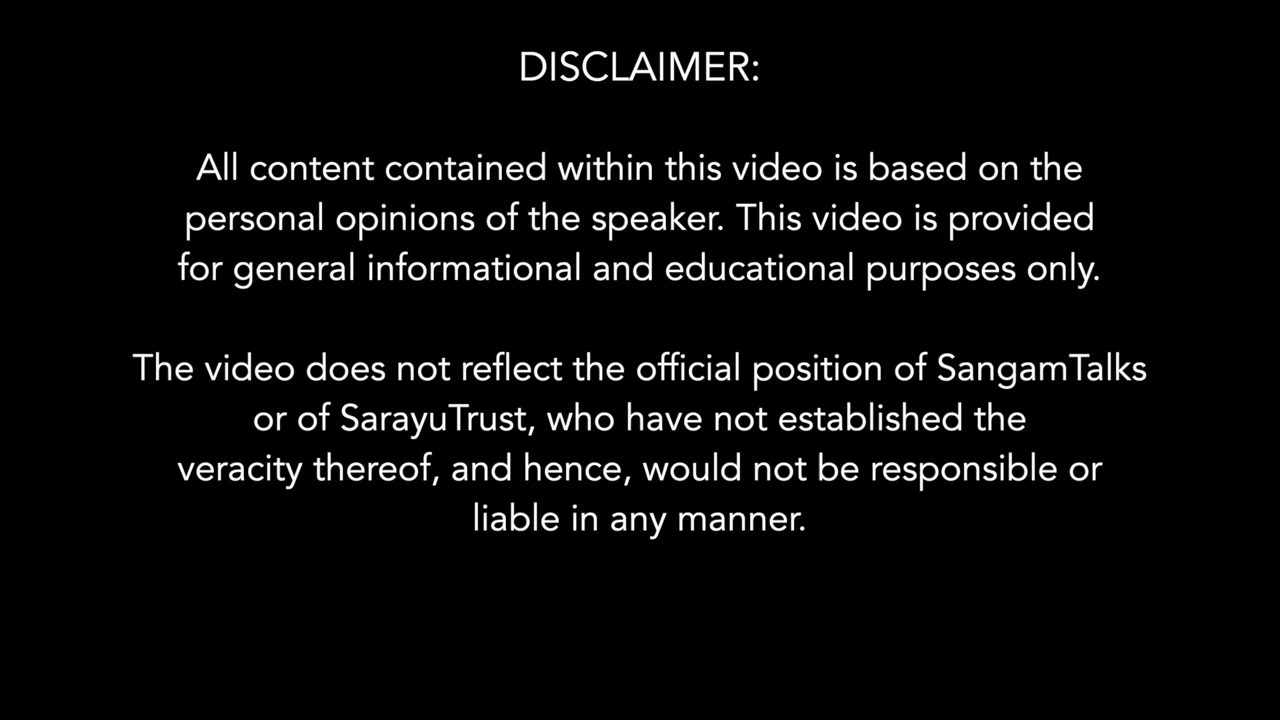 DISCLAIMER:
All content contained within this video is based on the
personal opinions of the speaker. This video is provided
for general informational and educational purposes only.
The video does not reflect the official position of SangamTalks
or of SarayuTrust, who have not established the
veracity thereof, and hence, would not be responsible or
liable in any manner.